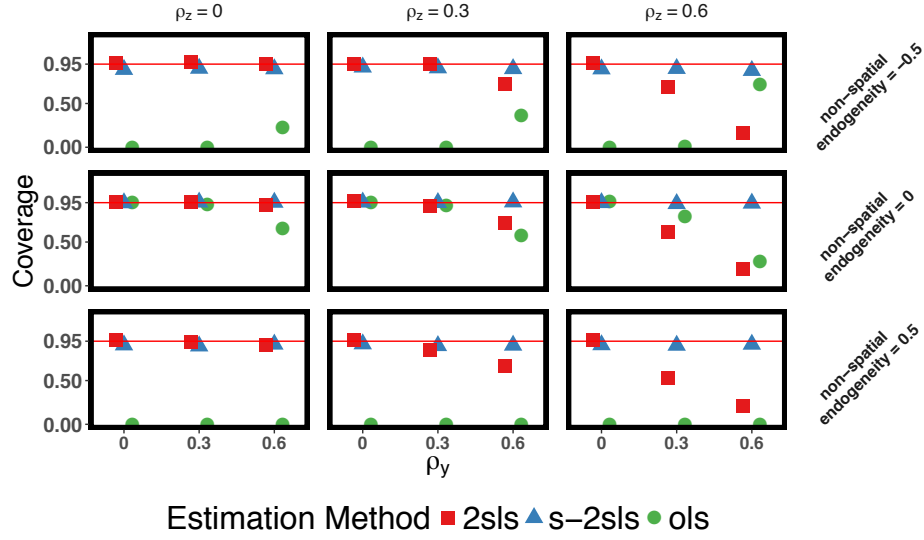 ρz = 0 ρz = 0.3 ρz = 0.6
0.95
0.50
0.00
non−spatial
endogeneity = −0.5
Coverage
0.95
0.50
0.00
non−spatial
endogeneity = 0
0.95
0.50
0.00
non−spatial
endogeneity = 0.5
0 0.3 0.6 0 0.3 0.6 0 0.3 0.6
ρy
Estimation Method 2sls s−2sls ols